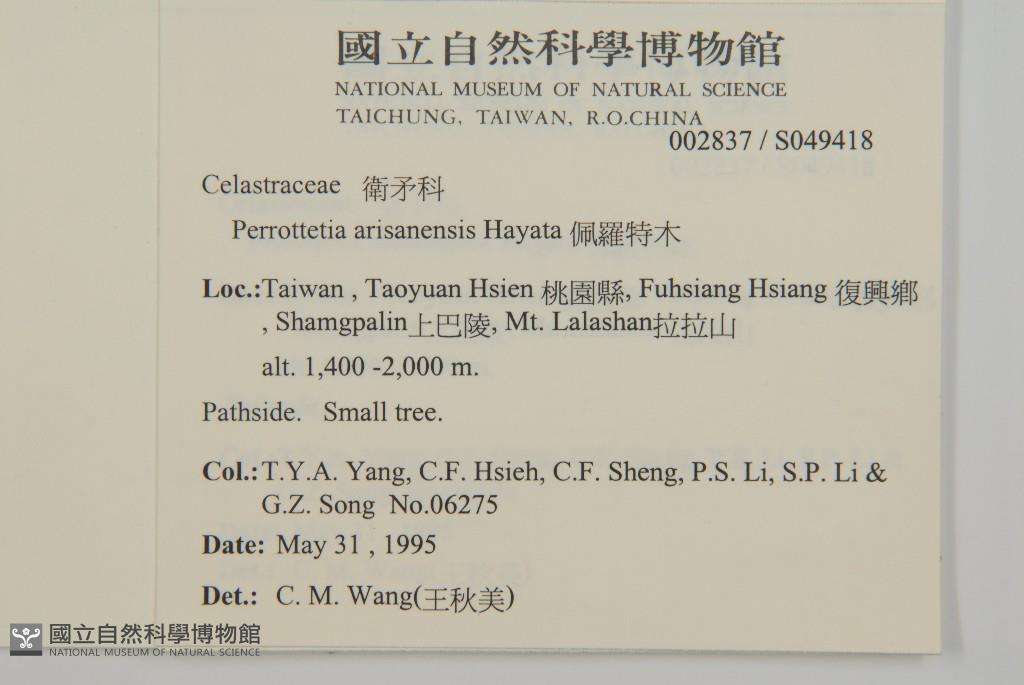 國立自然科學博物館
NATIONAL MUSEUM OF NATURAL SCIENCE
TAICHUNG, TAIWAN, R.O.CHINA
002837 / S049418
Celastraceae 衛矛科
Perrottetia arisanensis Hayata 佩羅特木
Loc.:Taiwan , Taoyuan Hsien 桃園縣, Fuhsiang Hsiang 復興鄉
, Shamgpalin上巴陵, Mt. Lalashan拉拉山
alt. 1,400 -2,000 m.
Pathside. Small tree.
Col.:T.Y.A. Yang, C.F. Hsieh, C.F. Sheng, P.S. Li, S.P. Li &
G.Z. Song No.06275
Date: May 31 , 1995
Det.: C. M. Wang(王秋美)
國立自然科學博物館
NATIONAL MUSEUM OF NATURAL SCIENCE